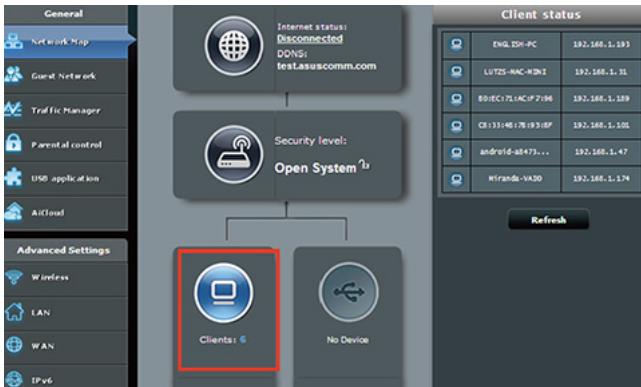 General
Network Map
Guest Network
Traffic Manager
Parental control
USB application
AiCloud
Advanced Settings
Wireless
LAN
WAN
IPv6
Internet status:
Disconnected
DDNS:
test.asuscomm.com
Security level:
Open System
Clients: 6
No Device
Client status
ENGLISH-PC 192.168.1.193
LUTZS-MAC-MINI 192.168.1.31
192.168.1.189
192.168.1.101
android-a8473... 192.168.1.47
Miranda-VAIO 192.168.1.174
Refresh